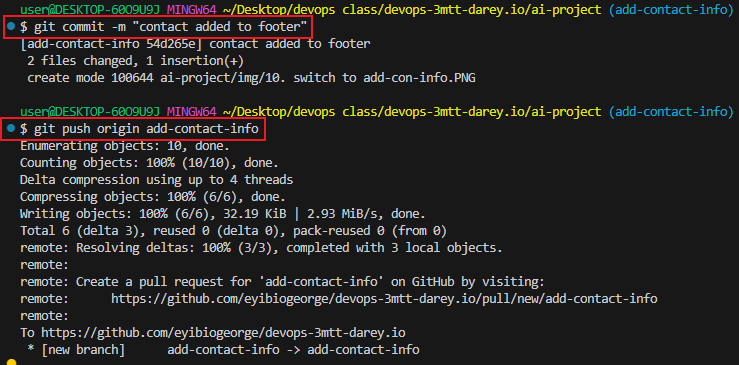 user@DESKTOP-60O9U9J MINGW64 ~/Desktop/devops class/devops-3mtt-darey.io/ai-project (add-contact-info)
$ git commit -m "contact added to footer"
[add-contact-info 54d265e] contact added to footer
 2 files changed, 1 insertion(+)
 create mode 100644 ai-project/img/10. switch to add-con-info.PNG
user@DESKTOP-60O9U9J MINGW64 ~/Desktop/devops class/devops-3mtt-darey.io/ai-project (add-contact-info)
$ git push origin add-contact-info
Enumerating objects: 10, done.
Counting objects: 100% (10/10), done.
Delta compression using up to 4 threads
Compressing objects: 100% (6/6), done.
Writing objects: 100% (6/6), 32.19 KiB | 2.93 MiB/s, done.
Total 6 (delta 3), reused 0 (delta 0), pack-reused 0 (from 0)
remote: Resolving deltas: 100% (3/3), completed with 3 local objects.
remote:
remote: Create a pull request for 'add-contact-info' on GitHub by visiting:
remote:      https://github.com/eyibiogeorge/devops-3mtt-darey.io/pull/new/add-contact-info
remote:
To https://github.com/eyibiogeorge/devops-3mtt-darey.io
 * [new branch]      add-contact-info -> add-contact-info